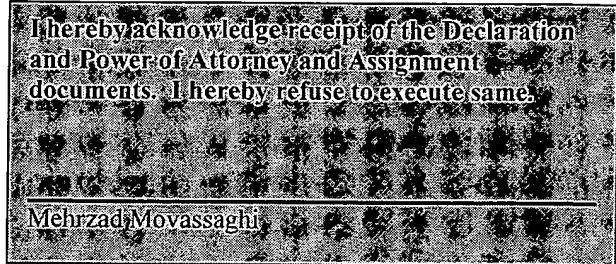 I hereby acknowledge receipt of the Declaration
and Power of Attorney and Assignment
documents. I hereby refuse to execute same.
Mehrzad Movassaghi